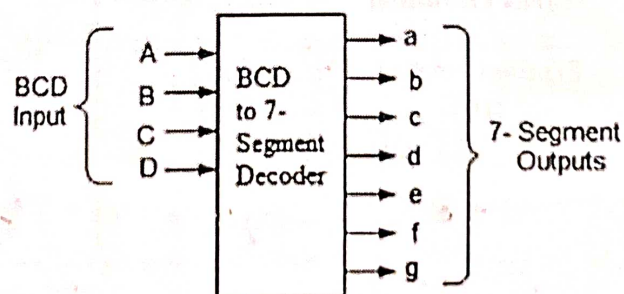 BCD
Input
A
B
C
D
BCD
to 7-
Segment
Decoder
a
b
c
d
e
f
g
7- Segment
Outputs